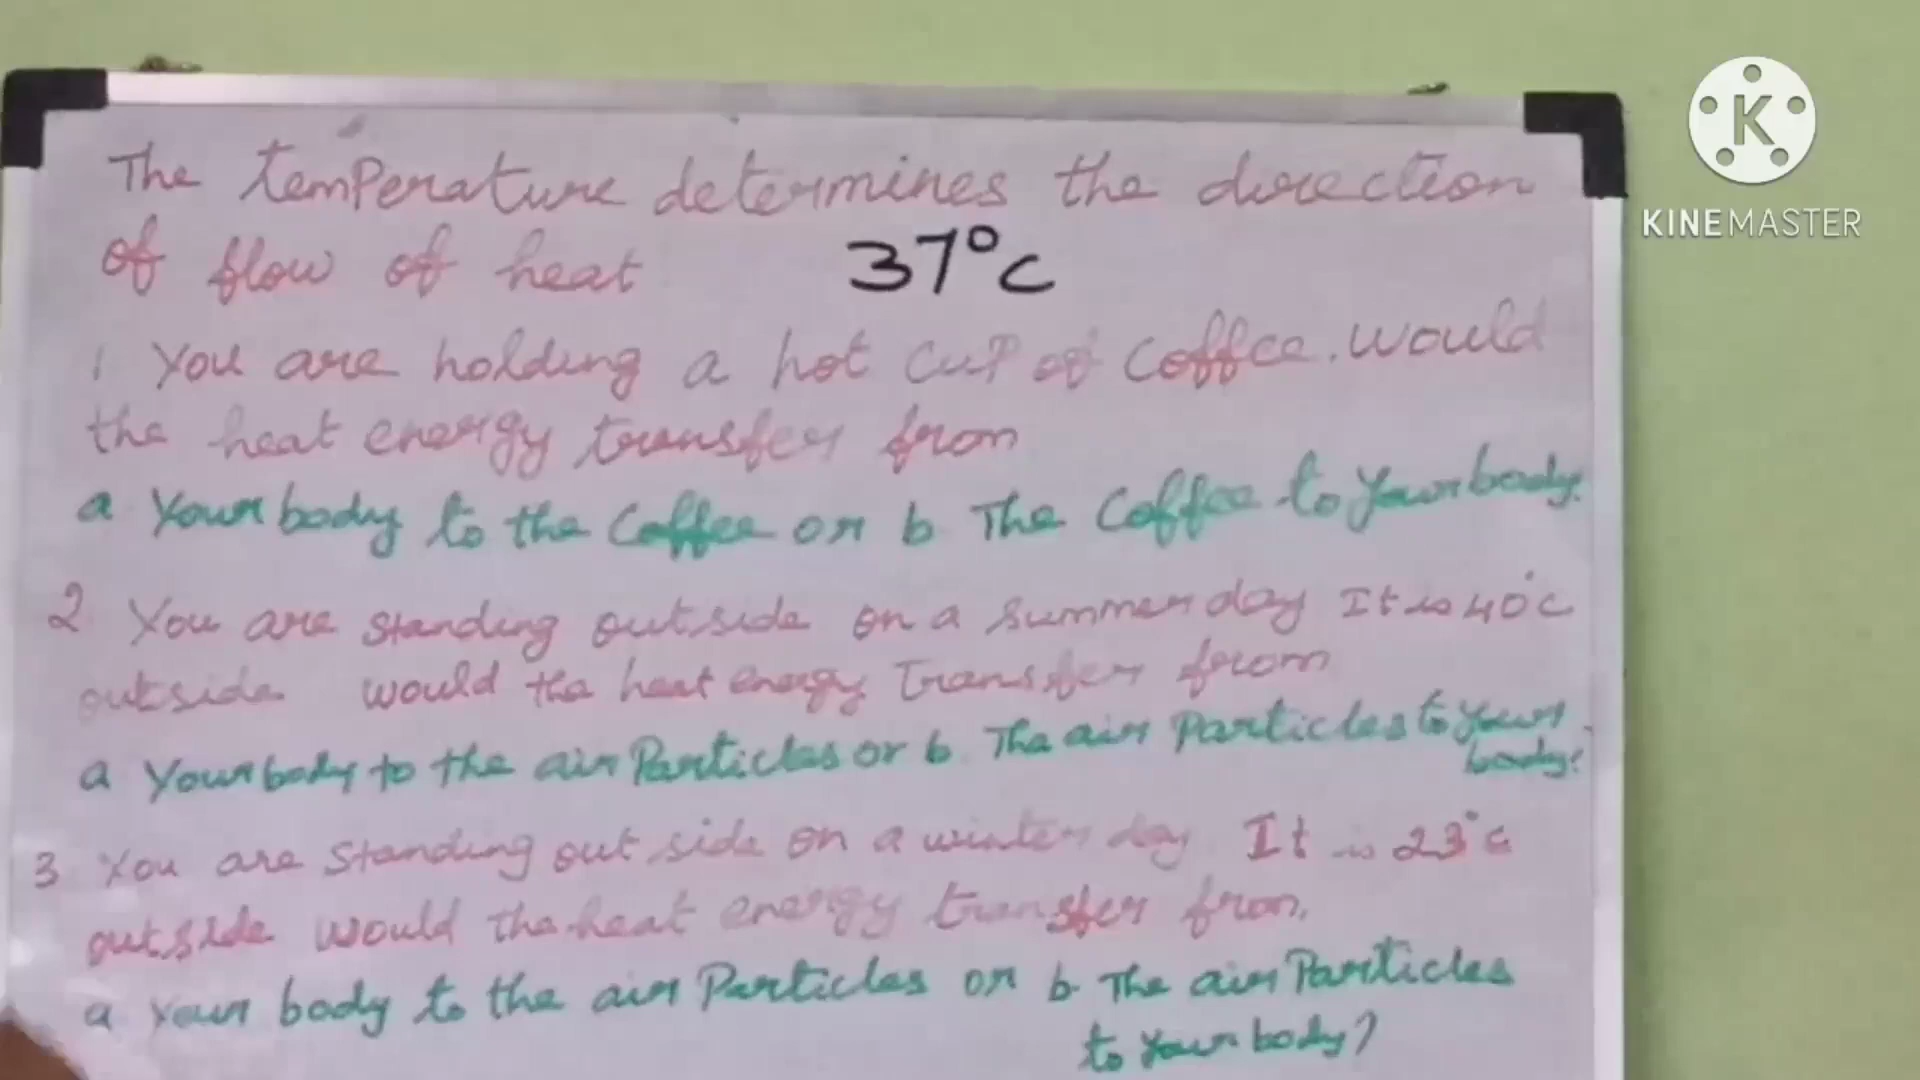 The temperature determines the direction
of flow of heat 37°C
1 You are holding a hot cup of coffee. would
the heat energy transfer from
a Your body to the Coffee or b The Coffee to Your body?
2 You are standing outside on a summer day It is 40°C
outside would the heat energy Transfer from
a Your body to the air Particles or b. The air Particles to Your
body?
3 You are standing out side on a winter day It is 23°C
outside would the heat energy transfer from.
a Your body to the air Particles or b. The air Particles
to Your body?
K
KINEMASTER